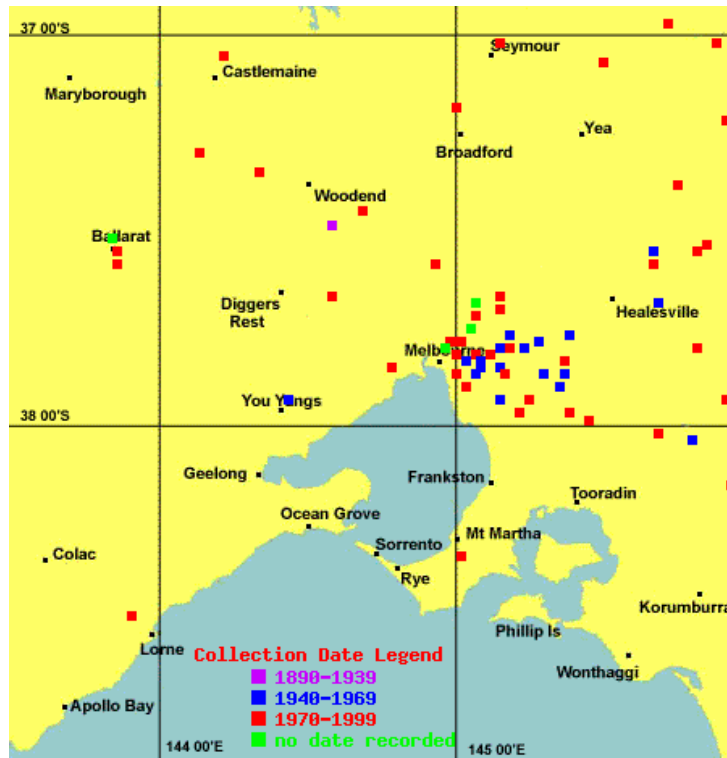 37 00'S
Seymour
Castlemaine
Maryborough
Yea
Broadford
Woodend
Ballarat
Diggers
Rest
Healesville
Melbourne
You Yangs
38 00'S
Geelong
Frankston
Tooradin
Ocean Grove
Mt Martha
Sorrento
Colac
Rye
Korumburra
Phillip Is
Lorne
Collection Date Legend
Wonthaggi
1890-1939
1940-1969
Apollo Bay
1970-1999
no date recorded
144 00'E
145 00'E